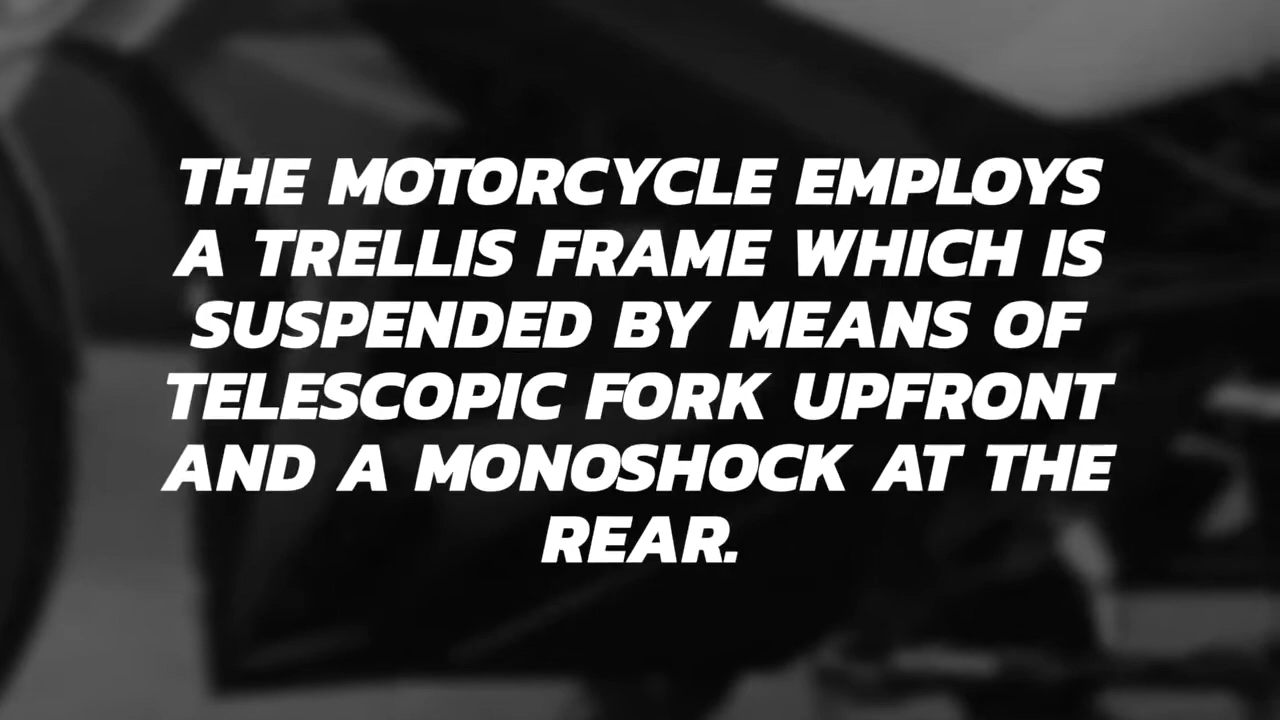 THE MOTORCYCLE EMPLOYS
A TRELLIS FRAME WHICH IS
SUSPENDED BY MEANS OF
TELESCOPIC FORK UPFRONT
AND A MONOSHOCK AT THE
REAR.